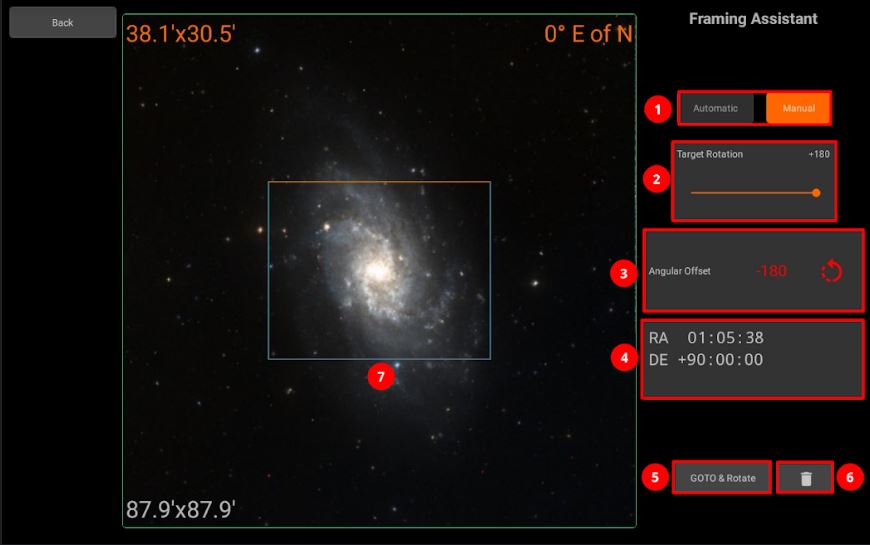 Back
38.1'x30.5'
0° E of N
Framing Assistant
1
Automatic
Manual
2
Target Rotation +180
3
Angular Offset -180
4
RA 01:05:38
DE +90:00:00
7
5
GOTO & Rotate
6
87.9'x87.9'